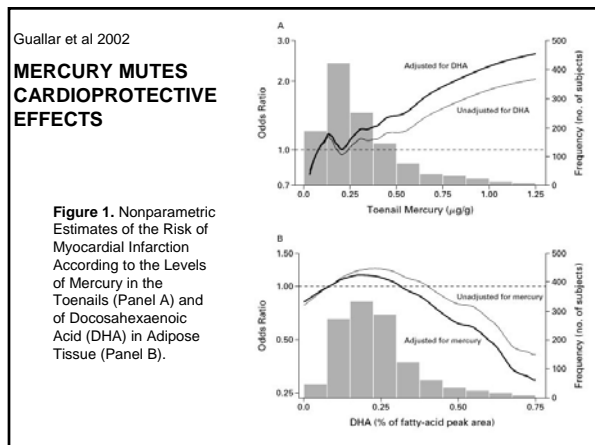 Guallar et al 2002
MERCURY MUTES
CARDIOPROTECTIVE
EFFECTS
Figure 1. Nonparametric
Estimates of the Risk of
Myocardial Infarction
According to the Levels
of Mercury in the
Toenails (Panel A) and
of Docosahexaenoic
Acid (DHA) in Adipose
Tissue (Panel B).
A
3.0
2.0
1.0
0.7
Odds Ratio
Adjusted for DHA
Unadjusted for DHA
500
400
300
200
100
0
Frequency (no. of subjects)
0.0 0.25 0.50 0.75 1.00 1.25
Toenail Mercury (μg/g)
B
1.50
1.00
0.50
0.25
Odds Ratio
Unadjusted for mercury
Adjusted for mercury
500
400
300
200
100
0
Frequency (no. of subjects)
0.0 0.25 0.50 0.75
DHA (% of fatty-acid peak area)